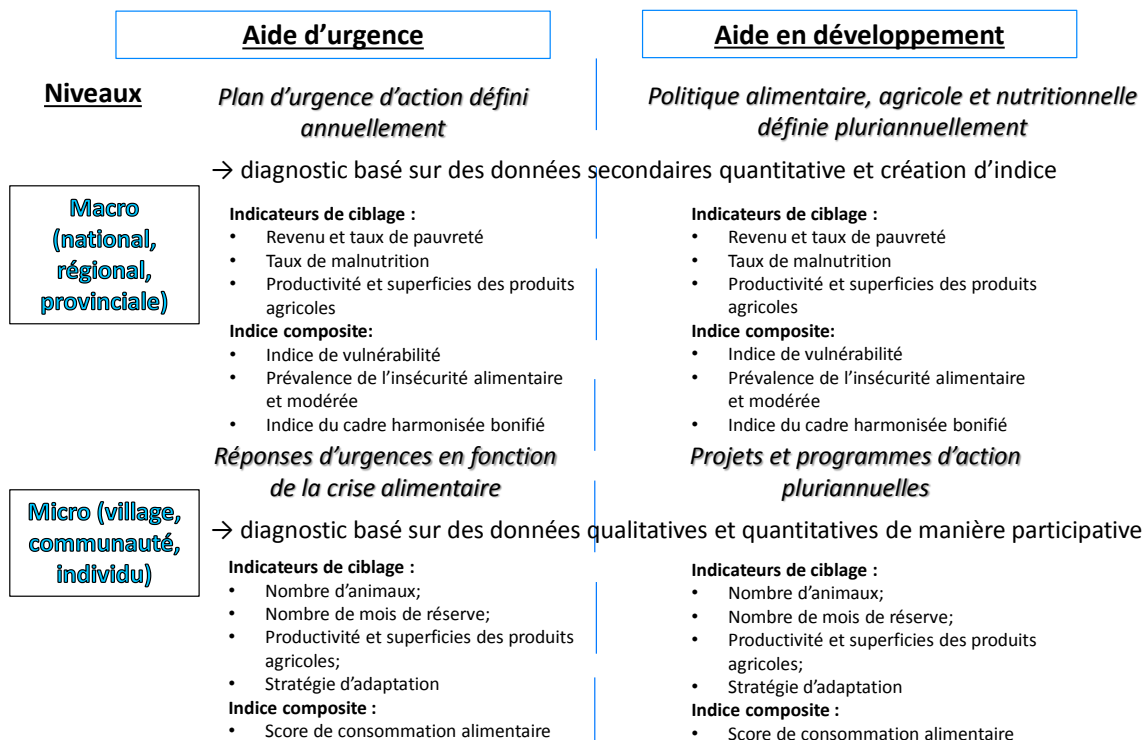 Aide d’urgence
Aide en développement
Niveaux
Plan d’urgence d’action défini
annuellement
Politique alimentaire, agricole et nutritionnelle
définie pluriannuellement
→ diagnostic basé sur des données secondaires quantitative et création d’indice
Macro
(national,
régional,
provinciale)
Indicateurs de ciblage :
• Revenu et taux de pauvreté
• Taux de malnutrition
• Productivité et superficies des produits
agricoles
Indice composite:
• Indice de vulnérabilité
• Prévalence de l’insécurité alimentaire
et modérée
• Indice du cadre harmonisée bonifié
Indicateurs de ciblage :
• Revenu et taux de pauvreté
• Taux de malnutrition
• Productivité et superficies des produits
agricoles
Indice composite:
• Indice de vulnérabilité
• Prévalence de l’insécurité alimentaire
et modérée
• Indice du cadre harmonisée bonifié
Réponses d’urgences en fonction
de la crise alimentaire
Projets et programmes d’action
pluriannuelles
→ diagnostic basé sur des données qualitatives et quantitatives de manière participative
Micro (village,
communauté,
individu)
Indicateurs de ciblage :
• Nombre d’animaux;
• Nombre de mois de réserve;
• Productivité et superficies des produits
agricoles;
• Stratégie d’adaptation
Indice composite :
• Score de consommation alimentaire
Indicateurs de ciblage :
• Nombre d’animaux;
• Nombre de mois de réserve;
• Productivité et superficies des produits
agricoles;
• Stratégie d’adaptation
Indice composite :
• Score de consommation alimentaire